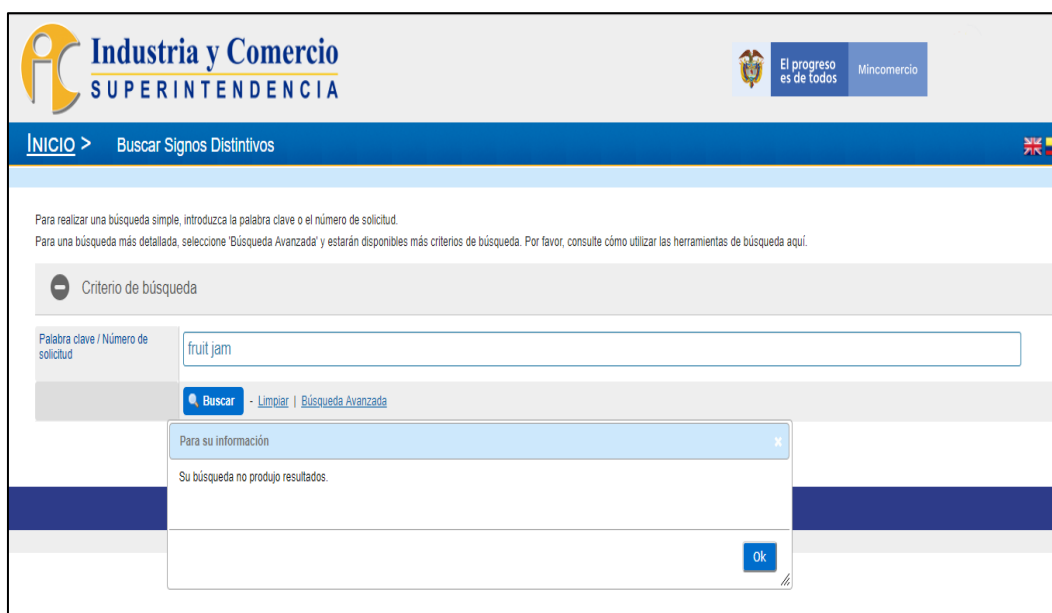 Industria y Comercio
SUPERINTENDENCIA
El progreso
es de todos
Mincomercio
INICIO > Buscar Signos Distintivos
Para realizar una búsqueda simple, introduzca la palabra clave o el número de solicitud.
Para una búsqueda más detallada, seleccione 'Búsqueda Avanzada' y estarán disponibles más criterios de búsqueda. Por favor, consulte cómo utilizar las herramientas de búsqueda aquí.
Criterio de búsqueda
Palabra clave / Número de
solicitud
fruit jam
Buscar - Limpiar | Búsqueda Avanzada
Para su información x
Su búsqueda no produjo resultados.
Ok